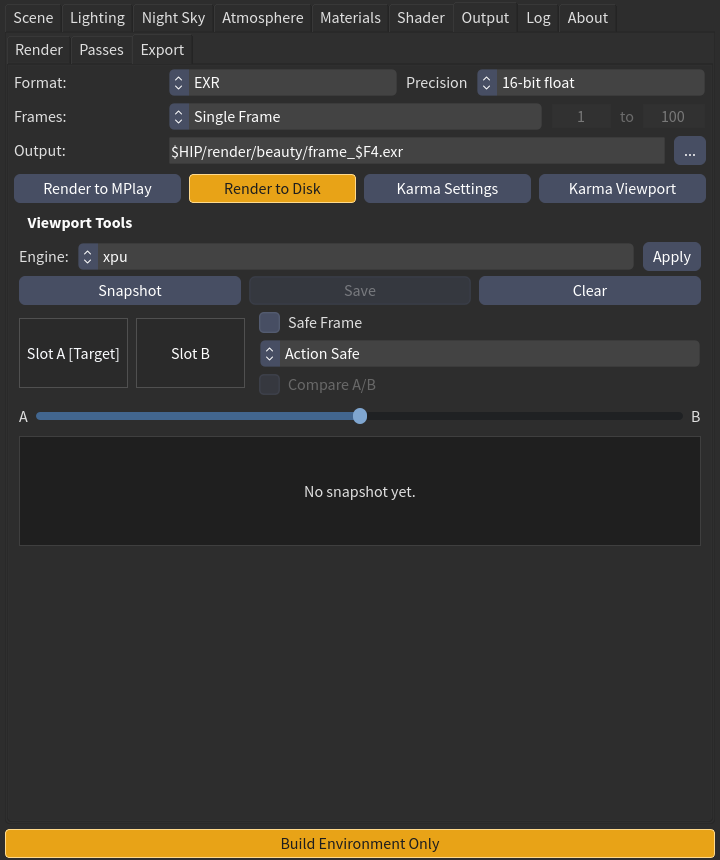 Scene Lighting Night Sky Atmosphere Materials Shader Output Log About
Render Passes Export
Format: EXR Precision 16-bit float
Frames: Single Frame 1 to 100
Output: $HIP/render/beauty/frame_$F4.exr ...
Render to MPlay Render to Disk Karma Settings Karma Viewport
Viewport Tools
Engine: xpu Apply
Snapshot Save Clear
Safe Frame
Slot A [Target] Slot B Action Safe
Compare A/B
A B
No snapshot yet.
Build Environment Only